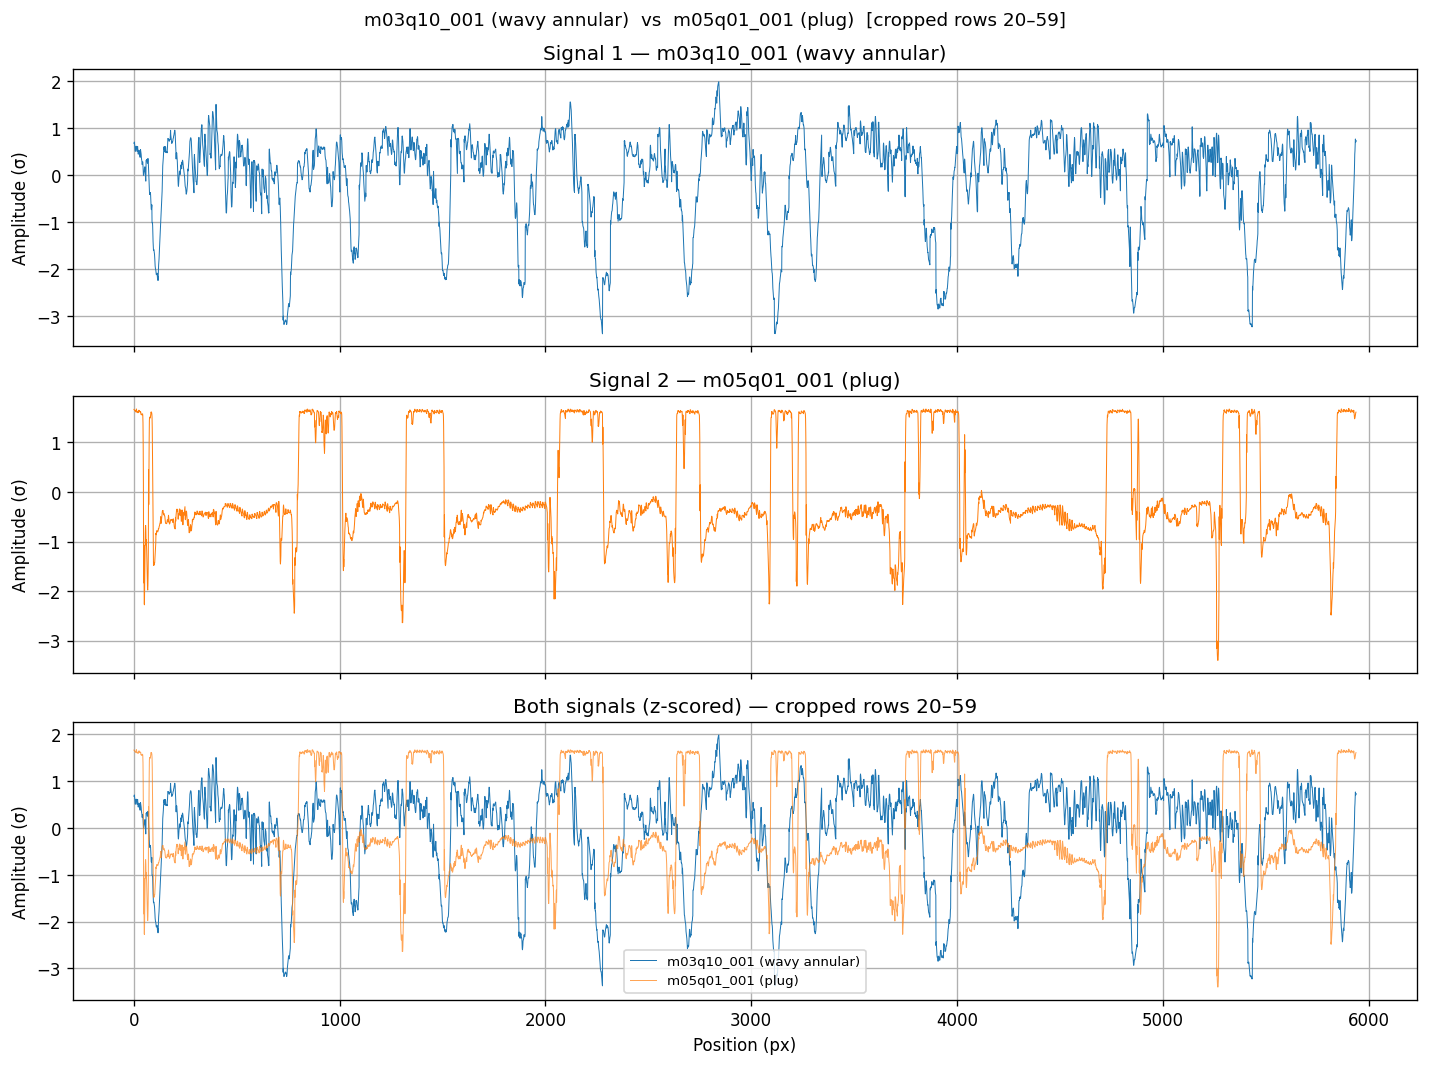 m03q10_001 (wavy annular)  vs  m05q01_001 (plug)  [cropped rows 20–59]
Signal 1 — m03q10_001 (wavy annular)
Amplitude (σ)
2
1
0
−1
−2
−3
Signal 2 — m05q01_001 (plug)
Amplitude (σ)
1
0
−1
−2
−3
Both signals (z-scored) — cropped rows 20–59
Amplitude (σ)
2
1
0
−1
−2
−3
m03q10_001 (wavy annular)
m05q01_001 (plug)
0 1000 2000 3000 4000 5000 6000
Position (px)